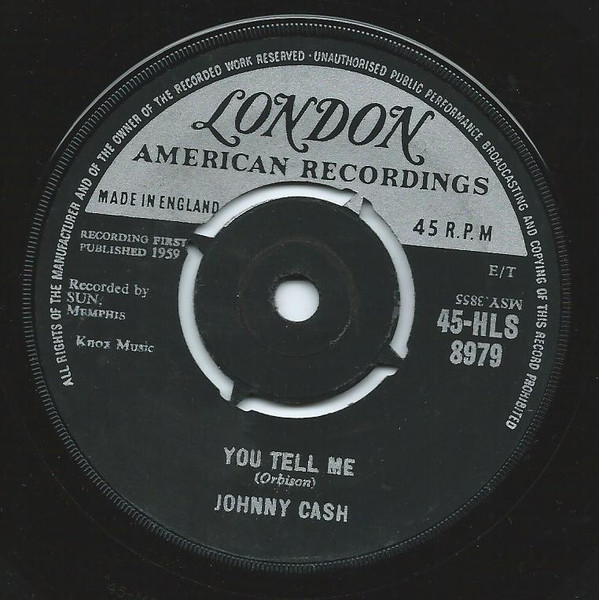 ALL RIGHTS OF THE MANUFACTURER AND OF THE OWNER OF THE RECORDED WORK RESERVED · UNAUTHORISED PUBLIC PERFORMANCE BROADCASTING AND COPYING OF THIS RECORD PROHIBITED
LONDON
AMERICAN RECORDINGS
MADE IN ENGLAND
45 R.P.M
RECORDING FIRST
PUBLISHED 1959
E/T
Recorded by
SUN,
MEMPHIS
MSY.3855
45-HLS
8979
Knox Music
YOU TELL ME
(Orbison)
JOHNNY CASH